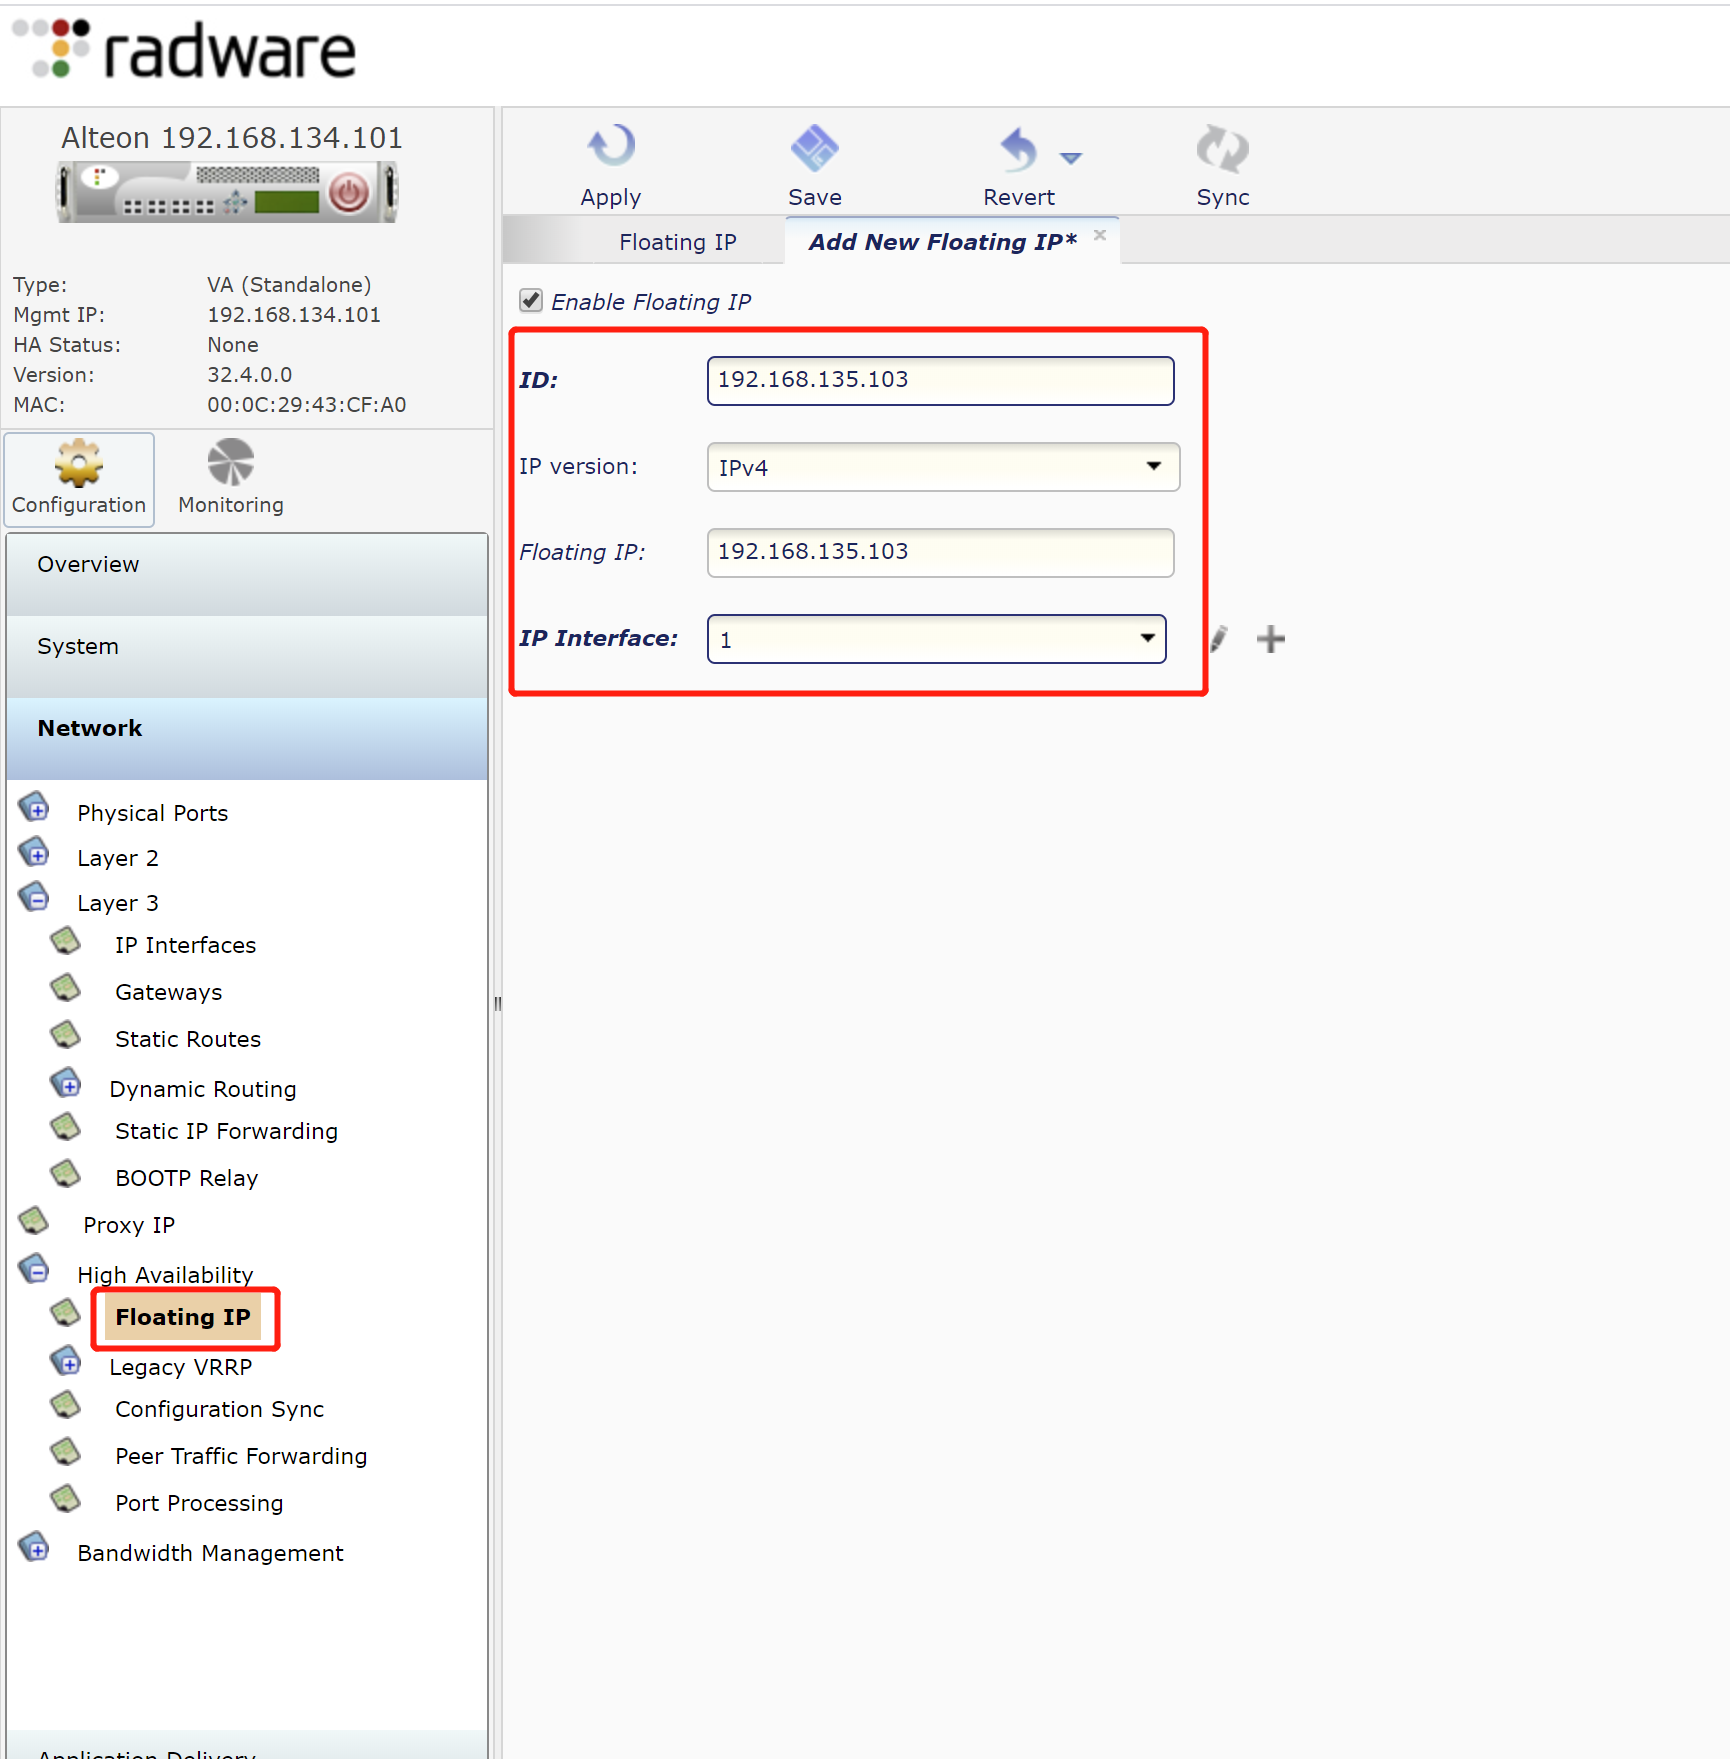 radware
Alteon 192.168.134.101
Type: VA (Standalone)
Mgmt IP: 192.168.134.101
HA Status: None
Version: 32.4.0.0
MAC: 00:0C:29:43:CF:A0
Configuration Monitoring
Overview
System
Network
Physical Ports
Layer 2
Layer 3
IP Interfaces
Gateways
Static Routes
Dynamic Routing
Static IP Forwarding
BOOTP Relay
Proxy IP
High Availability
Floating IP
Legacy VRRP
Configuration Sync
Peer Traffic Forwarding
Port Processing
Bandwidth Management
Application Delivery
Apply Save Revert Sync
Floating IP Add New Floating IP*
Enable Floating IP
ID: 192.168.135.103
IP version: IPv4
Floating IP: 192.168.135.103
IP Interface: 1